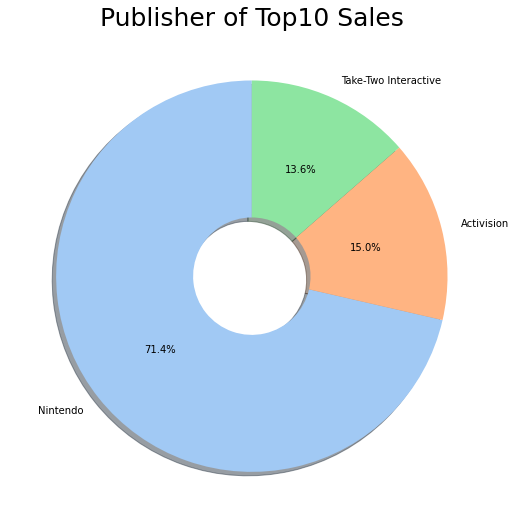 Publisher of Top10 Sales
Take-Two Interactive
13.6%
Activision
15.0%
71.4%
Nintendo